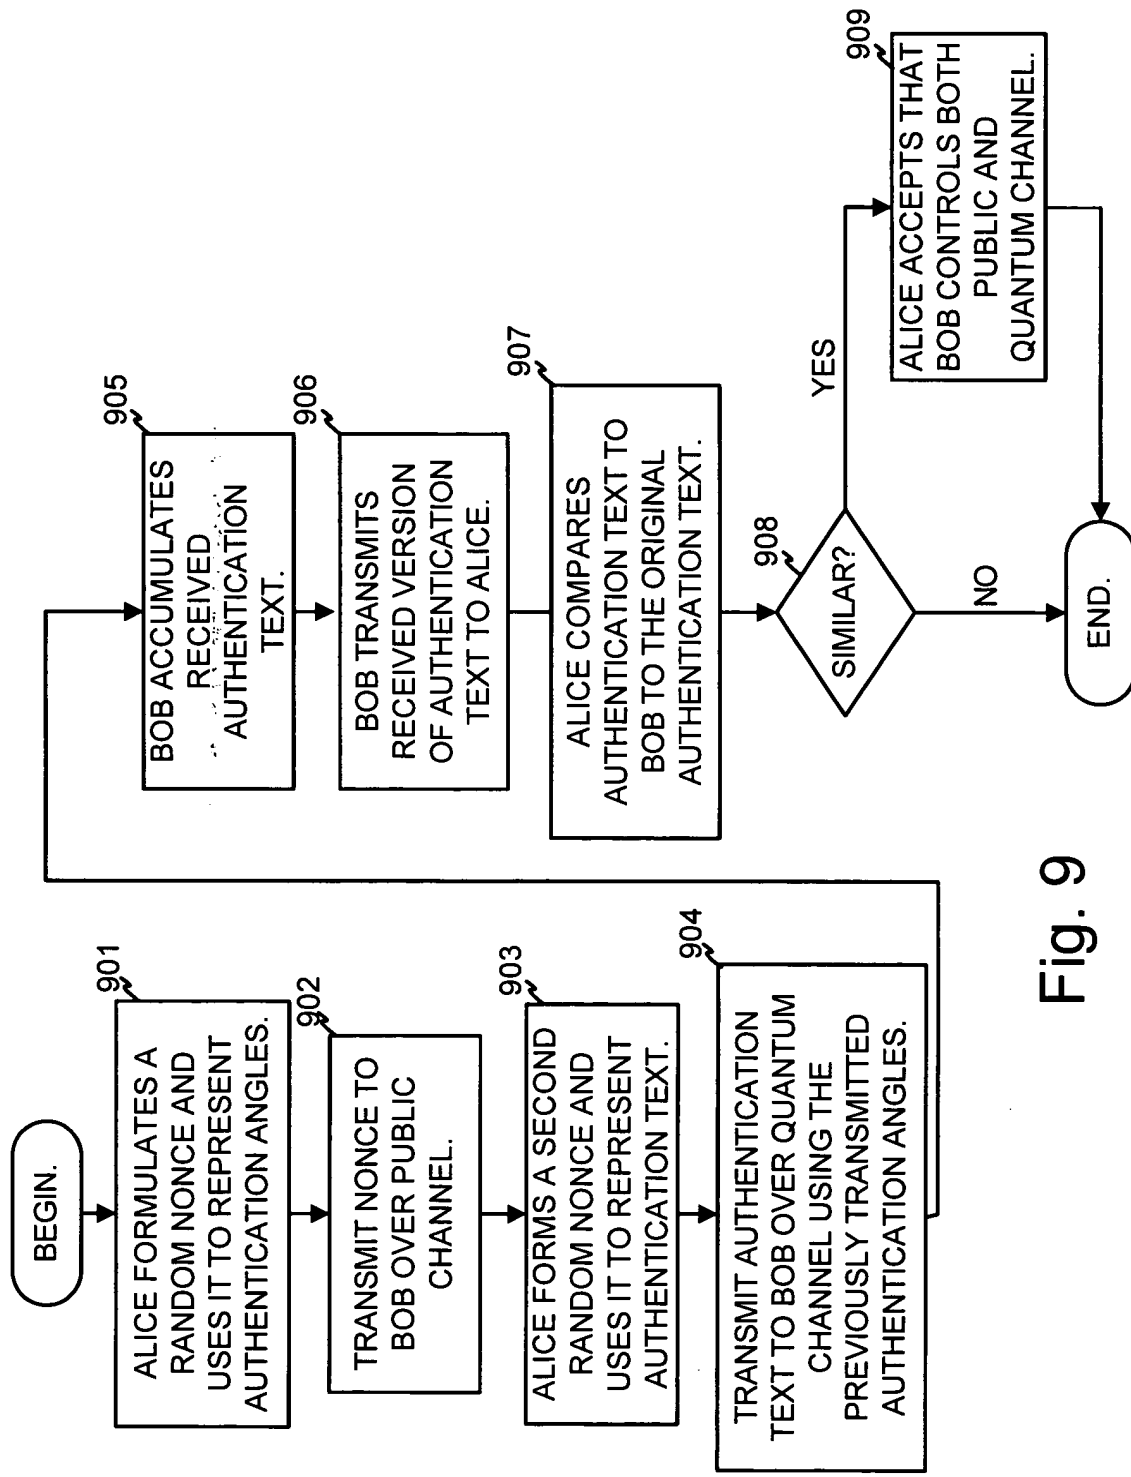 BEGIN.
901
ALICE FORMULATES A
RANDOM NONCE AND
USES IT TO REPRESENT
AUTHENTICATION ANGLES.
902
TRANSMIT NONCE TO
BOB OVER PUBLIC
CHANNEL.
903
ALICE FORMS A SECOND
RANDOM NONCE AND
USES IT TO REPRESENT
AUTHENTICATION TEXT.
904
TRANSMIT AUTHENTICATION
TEXT TO BOB OVER QUANTUM
CHANNEL USING THE
PREVIOUSLY TRANSMITTED
AUTHENTICATION ANGLES.
905
BOB ACCUMULATES
RECEIVED
AUTHENTICATION
TEXT.
906
BOB TRANSMITS
RECEIVED VERSION
OF AUTHENTICATION
TEXT TO ALICE.
907
ALICE COMPARES
AUTHENTICATION TEXT TO
BOB TO THE ORIGINAL
AUTHENTICATION TEXT.
908
SIMILAR?
YES
NO
909
ALICE ACCEPTS THAT
BOB CONTROLS BOTH
PUBLIC AND
QUANTUM CHANNEL.
END.
Fig. 9